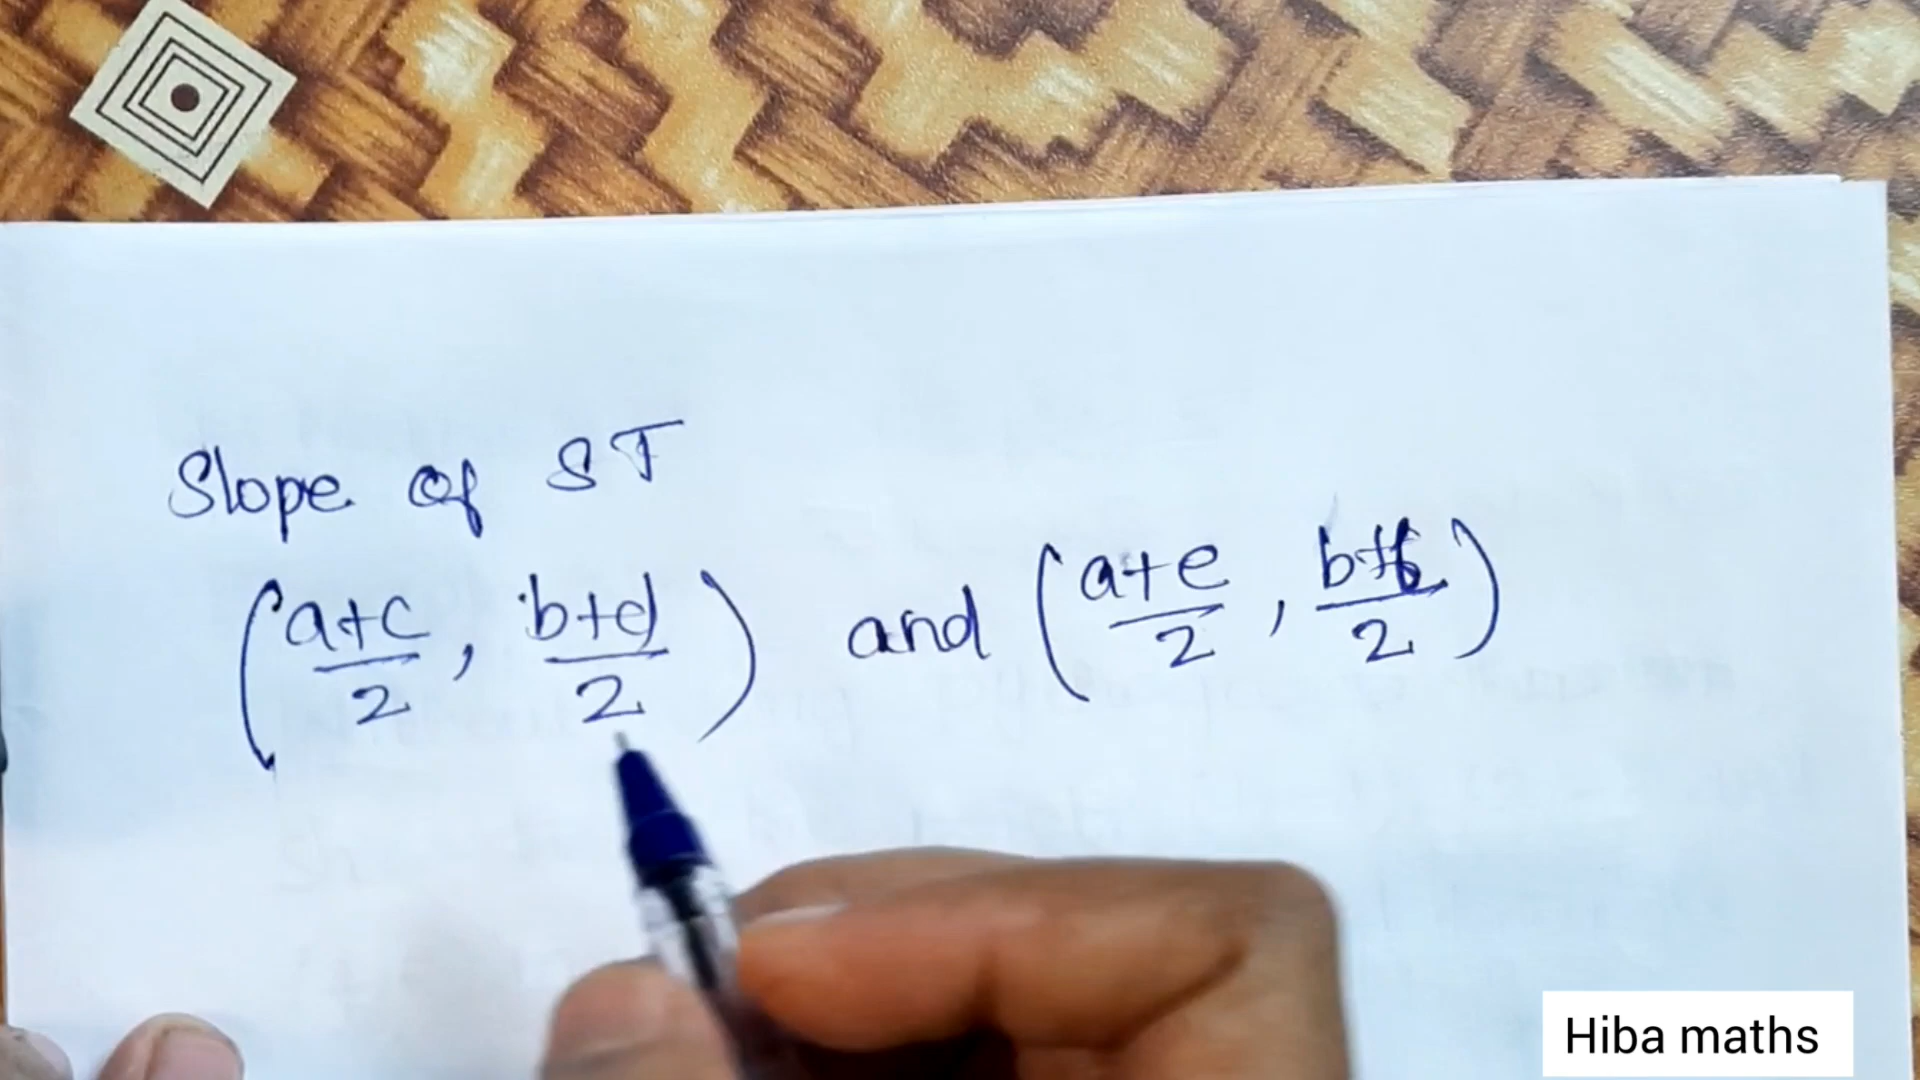 Slope of ST
(a+c/2, b+d/2) and (a+e/2, b+f/2)
Hiba maths